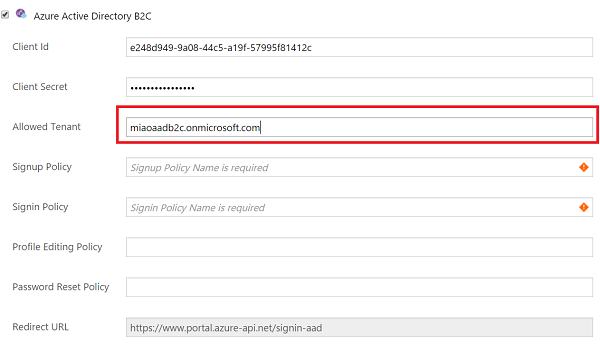 Azure Active Directory B2C
Client Id e248d949-9a08-44c5-a19f-57995f81412c
Client Secret ••••••••••••••••
Allowed Tenant miaoaadb2c.onmicrosoft.com
Signup Policy Signup Policy Name is required
Signin Policy Signin Policy Name is required
Profile Editing Policy
Password Reset Policy
Redirect URL https://www.portal.azure-api.net/signin-aad